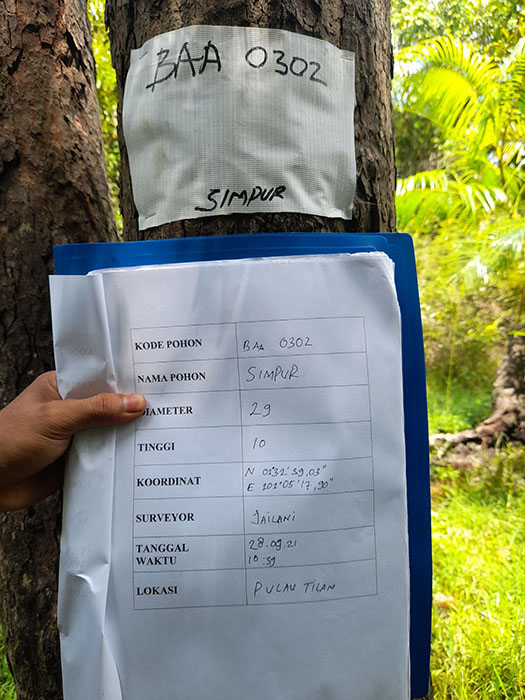 BAA 0302
SIMPUR
KODE POHON BAA 0302
NAMA POHON SIMPUR
DIAMETER 29
TINGGI 10
KOORDINAT N 01°32'39,03"
E 101°05'17,90"
SURVEYOR JAILANI
TANGGAL 28.09.21
WAKTU 10:39
LOKASI PULAU TILAN